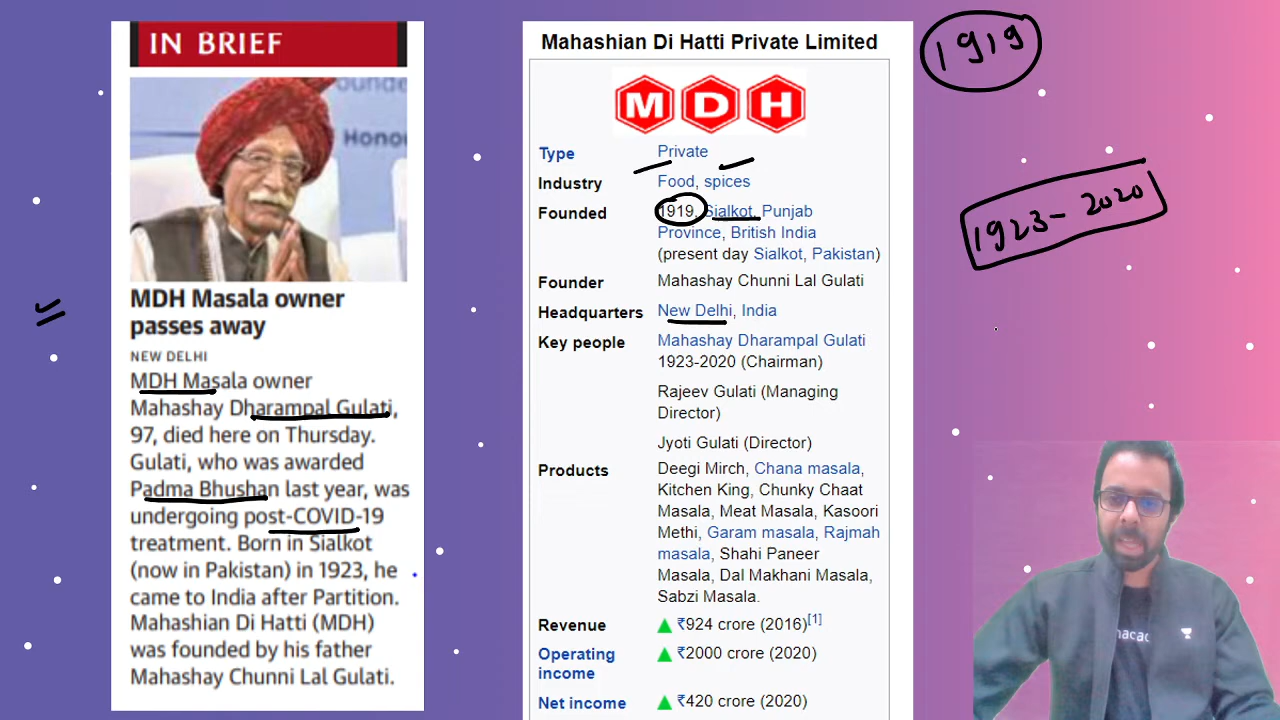 IN BRIEF
Honou
MDH Masala owner
passes away
NEW DELHI
MDH Masala owner
Mahashay Dharampal Gulati,
97, died here on Thursday.
Gulati, who was awarded
Padma Bhushan last year, was
undergoing post-COVID-19
treatment. Born in Sialkot
(now in Pakistan) in 1923, he
came to India after Partition.
Mahashian Di Hatti (MDH)
was founded by his father
Mahashay Chunni Lal Gulati.
Mahashian Di Hatti Private Limited
MDH
Type Private
Industry Food, spices
Founded 1919, Sialkot, Punjab
Province, British India
(present day Sialkot, Pakistan)
Founder Mahashay Chunni Lal Gulati
Headquarters New Delhi, India
Key people Mahashay Dharampal Gulati
1923-2020 (Chairman)
Rajeev Gulati (Managing
Director)
Jyoti Gulati (Director)
Products Deegi Mirch, Chana masala,
Kitchen King, Chunky Chaat
Masala, Meat Masala, Kasoori
Methi, Garam masala, Rajmah
masala, Shahi Paneer
Masala, Dal Makhani Masala,
Sabzi Masala.
Revenue ▲ ₹924 crore (2016)[1]
Operating ▲ ₹2000 crore (2020)
income
Net income ▲ ₹420 crore (2020)
1919
1923-2020